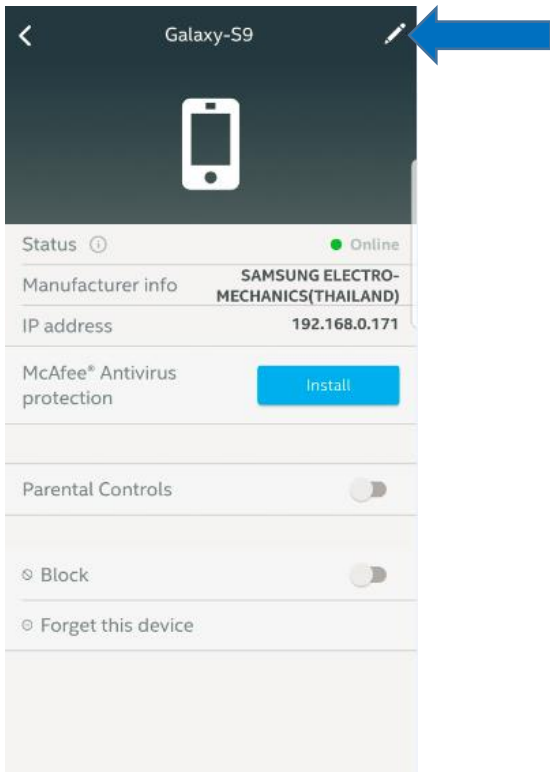 Galaxy-S9
Status
Online
Manufacturer info
SAMSUNG ELECTRO-
MECHANICS(THAILAND)
IP address
192.168.0.171
McAfee® Antivirus
protection
Install
Parental Controls
Block
Forget this device